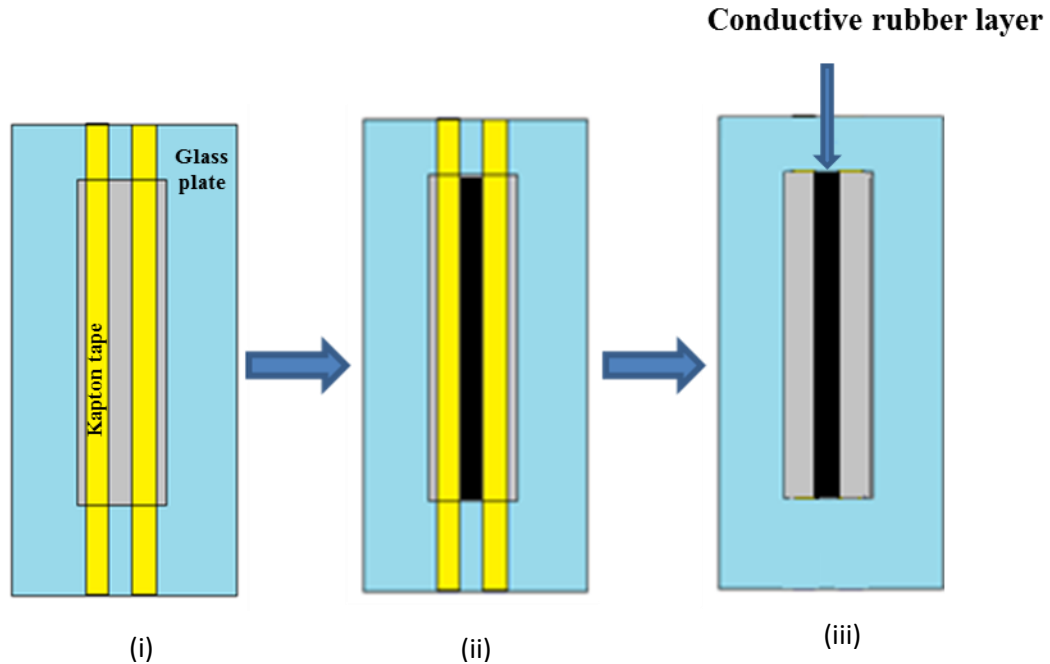 Conductive rubber layer
Glass
plate
Kapton tape
(i)
(ii)
(iii)